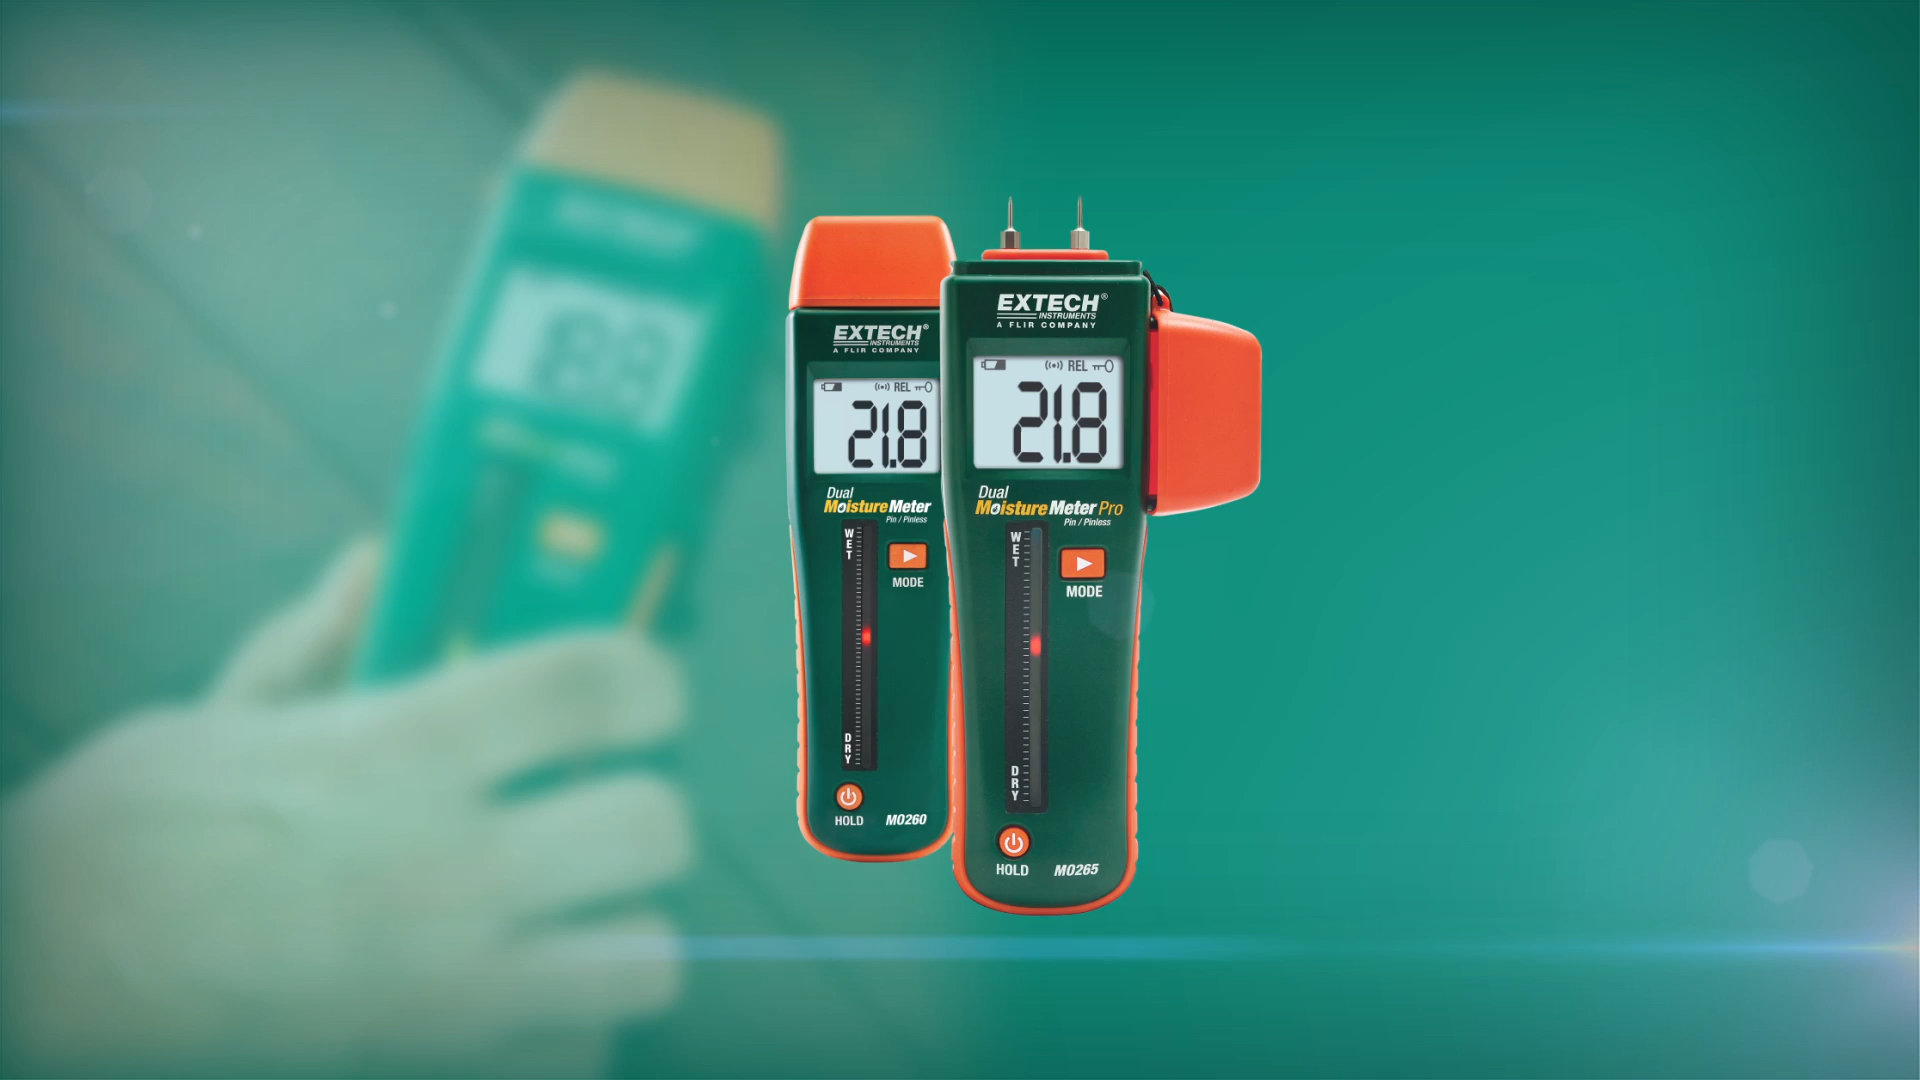 EXTECH®
INSTRUMENTS
A FLIR COMPANY
REL
21.8
Dual
MoistureMeter
Pin / Pinless
WET
MODE
DRY
HOLD
MO260
EXTECH®
INSTRUMENTS
A FLIR COMPANY
REL
21.8
Dual
MoistureMeter Pro
Pin / Pinless
WET
MODE
DRY
HOLD
MO265
EXTECH